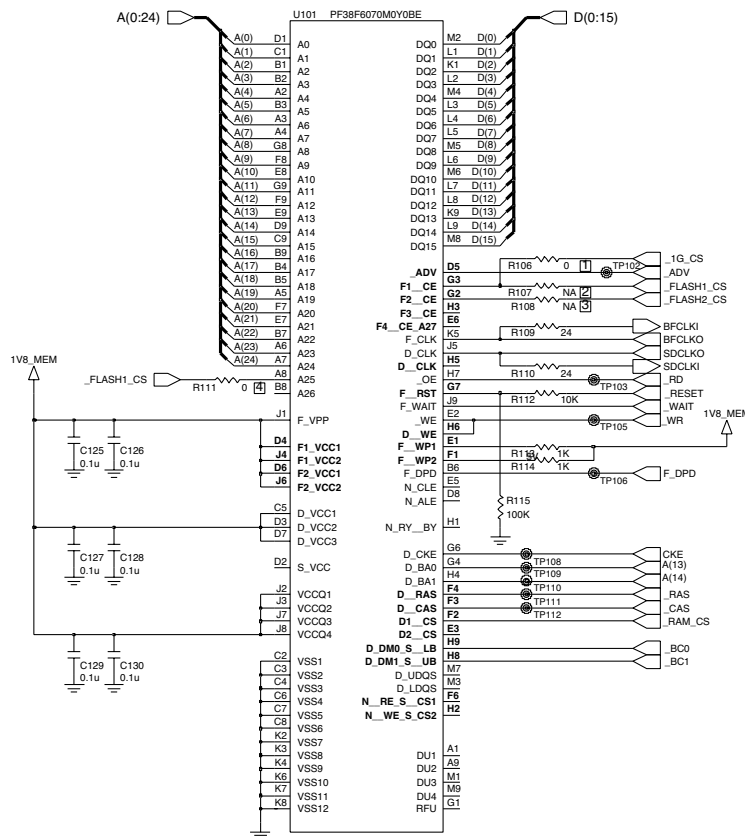 A(0:24)
U101 PF38F6070M0Y0BE
D(0:15)
A(0) D1 A0 DQ0 M2 D(0)
A(1) C1 A1 DQ1 L1 D(1)
A(2) B1 A2 DQ2 K1 D(2)
A(3) B2 A3 DQ3 L2 D(3)
A(4) A2 A4 DQ4 M4 D(4)
A(5) B3 A5 DQ5 L3 D(5)
A(6) A3 A6 DQ6 L4 D(6)
A(7) A4 A7 DQ7 L5 D(7)
A(8) G8 A8 DQ8 M5 D(8)
A(9) F8 A9 DQ9 L6 D(9)
A(10) E8 A10 DQ10 M6 D(10)
A(11) G9 A11 DQ11 L7 D(11)
A(12) F9 A12 DQ12 L8 D(12)
A(13) E9 A13 DQ13 K9 D(13)
A(14) D9 A14 DQ14 L9 D(14)
A(15) C9 A15 DQ15 M8 D(15)
A(16) B9 A16
A(17) B4 A17
A(18) B5 A18
A(19) A5 A19
A(20) F7 A20
A(21) E7 A21
A(22) B7 A22
A(23) A6 A23
A(24) A7 A24
_FLASH1_CS R111 0 4 A8 A25
B8 A26
_ADV D5 R106 0 1 _1G_CS
TP102 _ADV
F1__CE G3 _FLASH1_CS
R107 NA 2
F2__CE G2 _FLASH2_CS
R108 NA 3
F3__CE H3
F4__CE_A27 E6 BFCLKI
R109 24
F_CLK K5 BFCLKO
D_CLK J5 SDCLKO
D__CLK H5 SDCLKI
R110 24
_OE H7 TP103 _RD
F__RST G7 _RESET
R112 10K
F_WAIT J9 _WAIT
_WE E2 TP105 _WR
D__WE H6
F__WP1 E1 R113 1K
F__WP2 F1 R114 1K
1V8_MEM
F_DPD B6 TP106 F_DPD
N_CLE E5
N_ALE D8
R115
100K
N_RY__BY H1
D_CKE G6 TP108 CKE
D_BA0 G4 TP109 A(13)
D_BA1 H4 TP110 A(14)
D__RAS F4 TP111 _RAS
D__CAS F3 TP112 _CAS
D1__CS F2 _RAM_CS
D2__CS E3
D_DM0_S__LB H9 _BC0
D_DM1_S__UB H8 _BC1
D_UDQS M7
D_LDQS M3
N__RE_S__CS1 F6
N__WE_S_CS2 H2
DU1 A1
DU2 A9
DU3 M1
DU4 M9
RFU G1
1V8_MEM
J1 F_VPP
C125 0.1u
C126 0.1u
D4 F1_VCC1
J4 F1_VCC2
D6 F2_VCC1
J6 F2_VCC2
C5 D_VCC1
D3 D_VCC2
D7 D_VCC3
C127 0.1u
C128 0.1u
D2 S_VCC
J2 VCCQ1
J3 VCCQ2
J7 VCCQ3
J8 VCCQ4
C129 0.1u
C130 0.1u
C2 VSS1
C3 VSS2
C4 VSS3
C6 VSS4
C7 VSS5
C8 VSS6
K2 VSS7
K3 VSS8
K4 VSS9
K6 VSS10
K7 VSS11
K8 VSS12